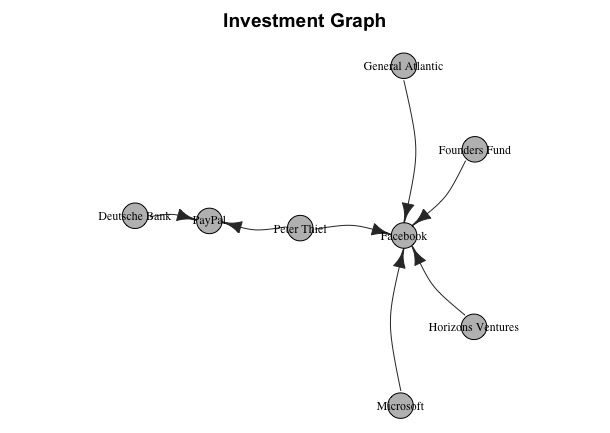 Investment Graph
General Atlantic
Founders Fund
Deutsche Bank
PayPal
Peter Thiel
Facebook
Horizons Ventures
Microsoft